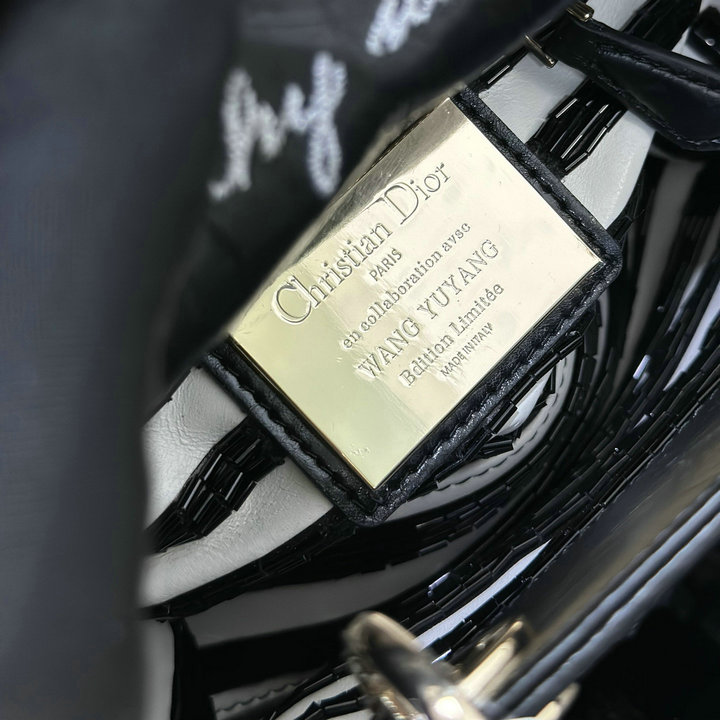 Christian Dior
PARIS
en collaboration avec
WANG YUYANG
Edition Limitée
MADE IN ITALY